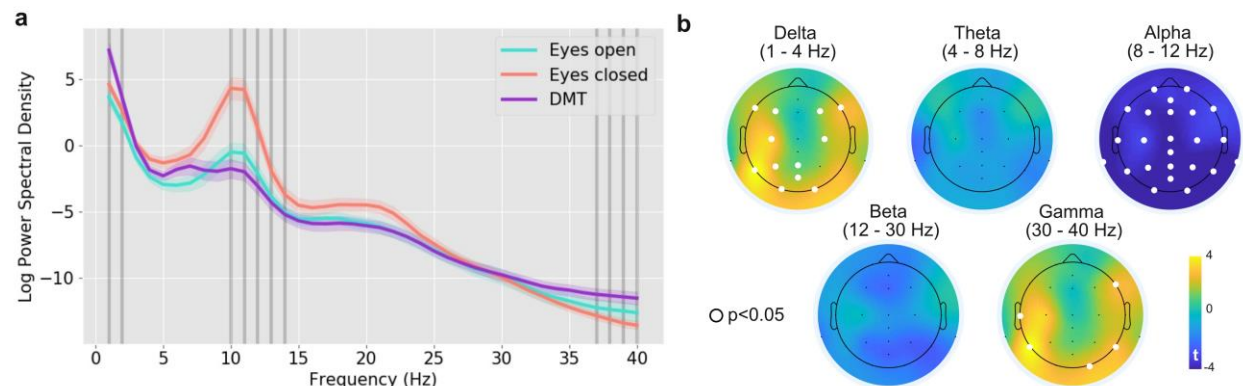 a
5
0
−5
−10
Log Power Spectral Density
0 5 10 15 20 25 30 35 40
Frequency (Hz)
Eyes open
Eyes closed
DMT
b
Delta
(1 - 4 Hz)
Theta
(4 - 8 Hz)
Alpha
(8 - 12 Hz)
Beta
(12 - 30 Hz)
Gamma
(30 - 40 Hz)
p<0.05
4
0
-4
t